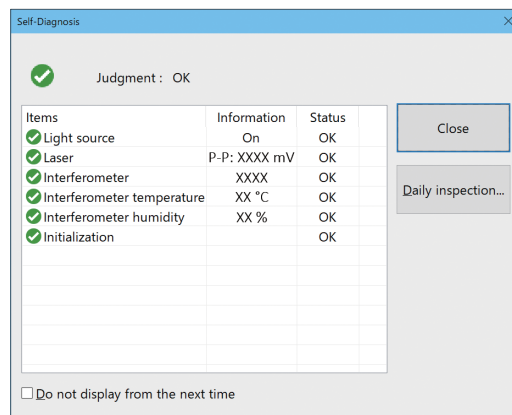 Self-Diagnosis
Judgment : OK
Items Information Status
Light source On OK
Laser P-P: XXXX mV OK
Interferometer XXXX OK
Interferometer temperature XX °C OK
Interferometer humidity XX % OK
Initialization OK
Close
Daily inspection...
Do not display from the next time